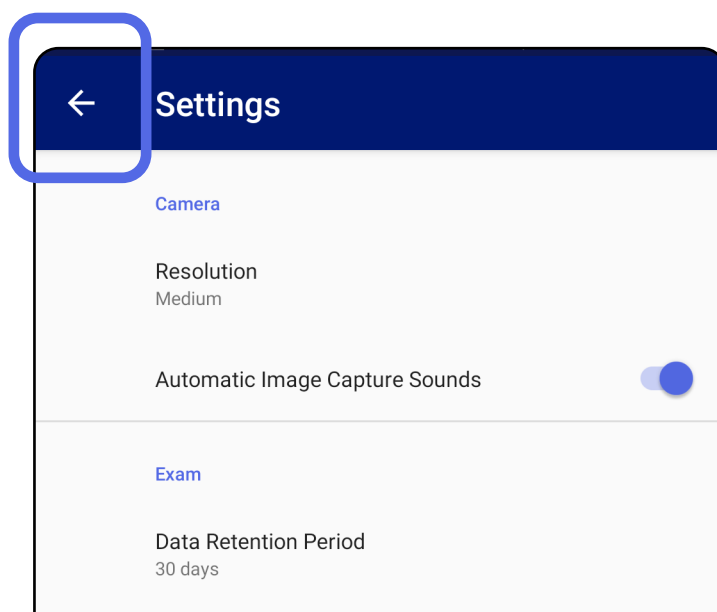 Settings
Camera
Resolution
Medium
Automatic Image Capture Sounds
Exam
Data Retention Period
30 days